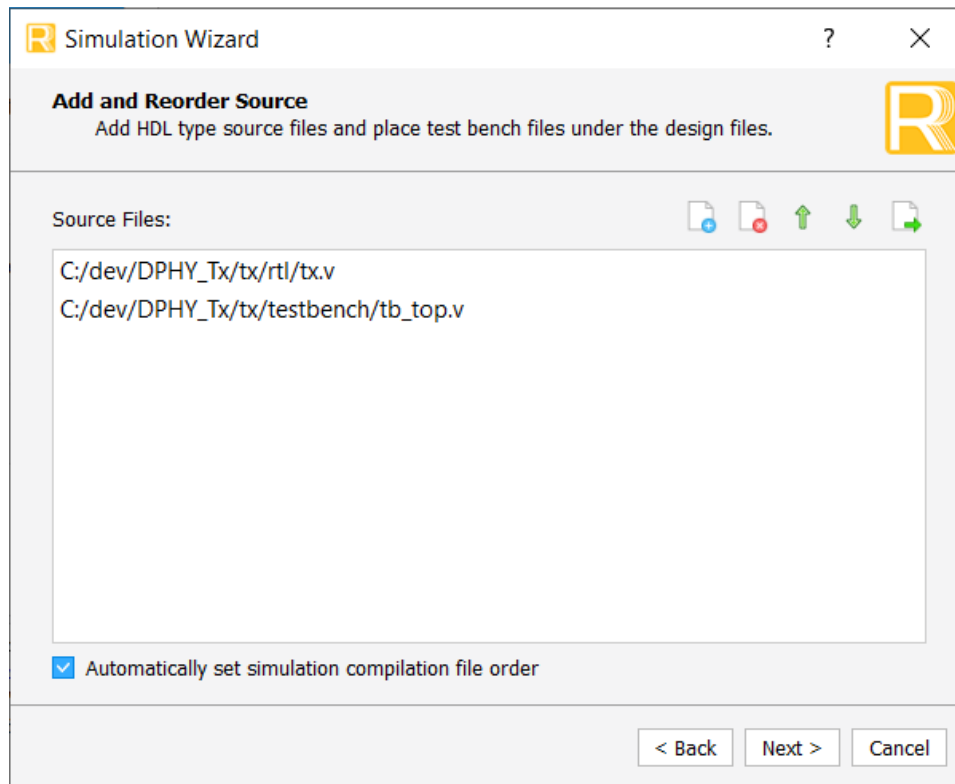 Simulation Wizard ?
Add and Reorder Source
Add HDL type source files and place test bench files under the design files.
Source Files:
C:/dev/DPHY_Tx/tx/rtl/tx.v
C:/dev/DPHY_Tx/tx/testbench/tb_top.v
Automatically set simulation compilation file order
< Back Next > Cancel